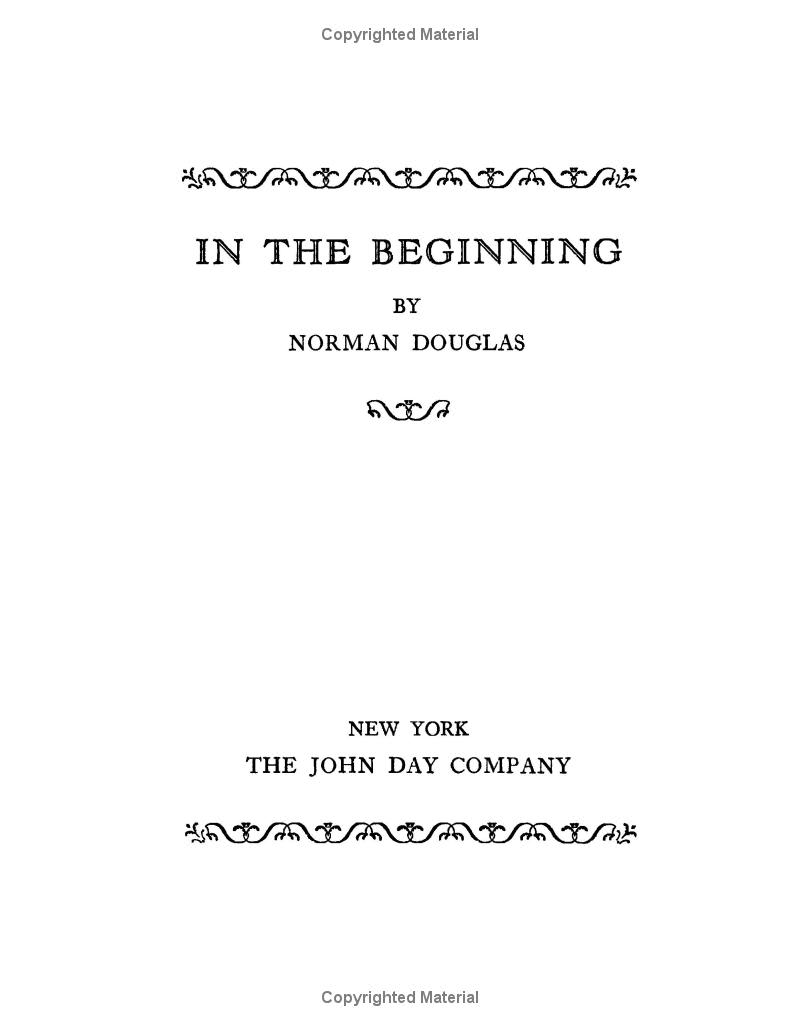 Copyrighted Material
IN THE BEGINNING
BY
NORMAN DOUGLAS
NEW YORK
THE JOHN DAY COMPANY
Copyrighted Material